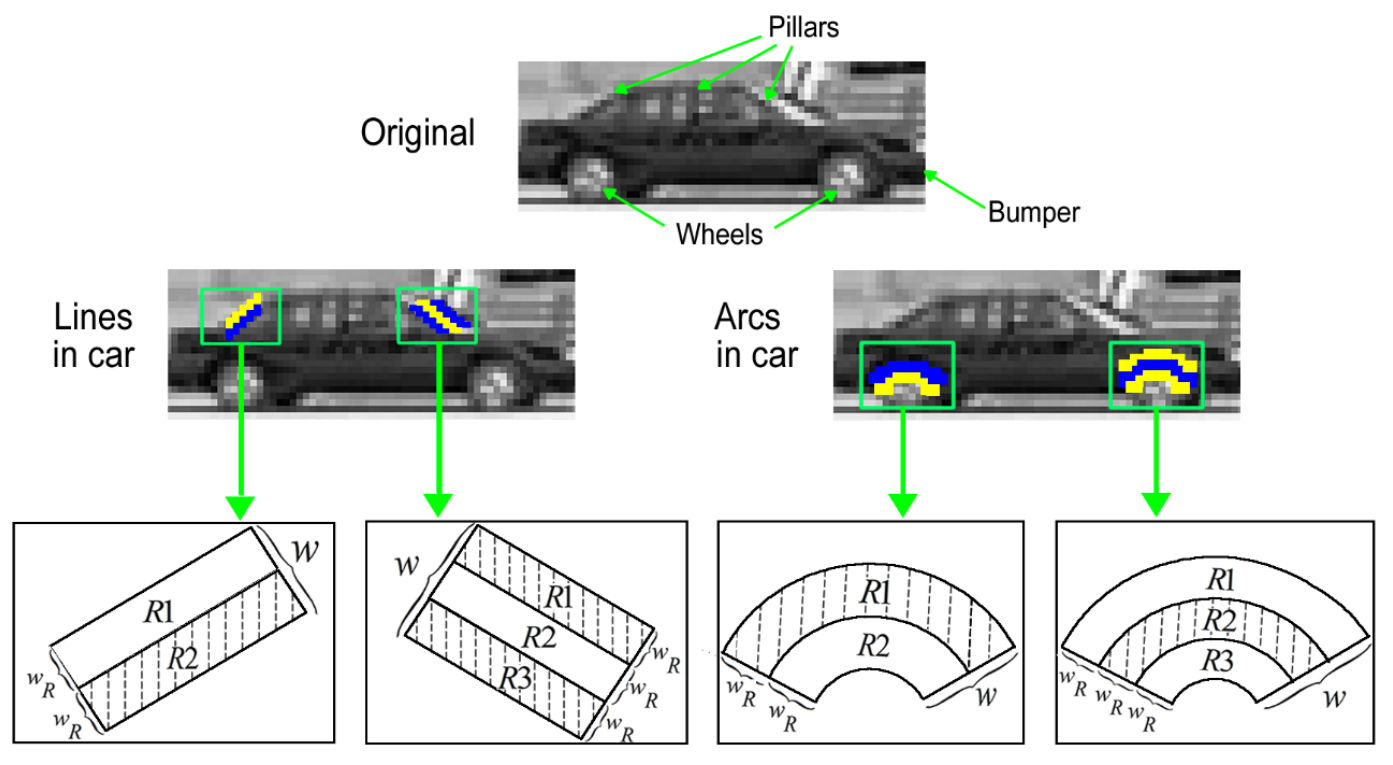 Pillars
Original
Bumper
Wheels
Lines
in car
Arcs
in car
w
R1
R2
wR
wR
w
R1
R2
R3
wR
wR
wR
R1
R2
wR
wR
w
R1
R2
R3
wR
wR
wR
w